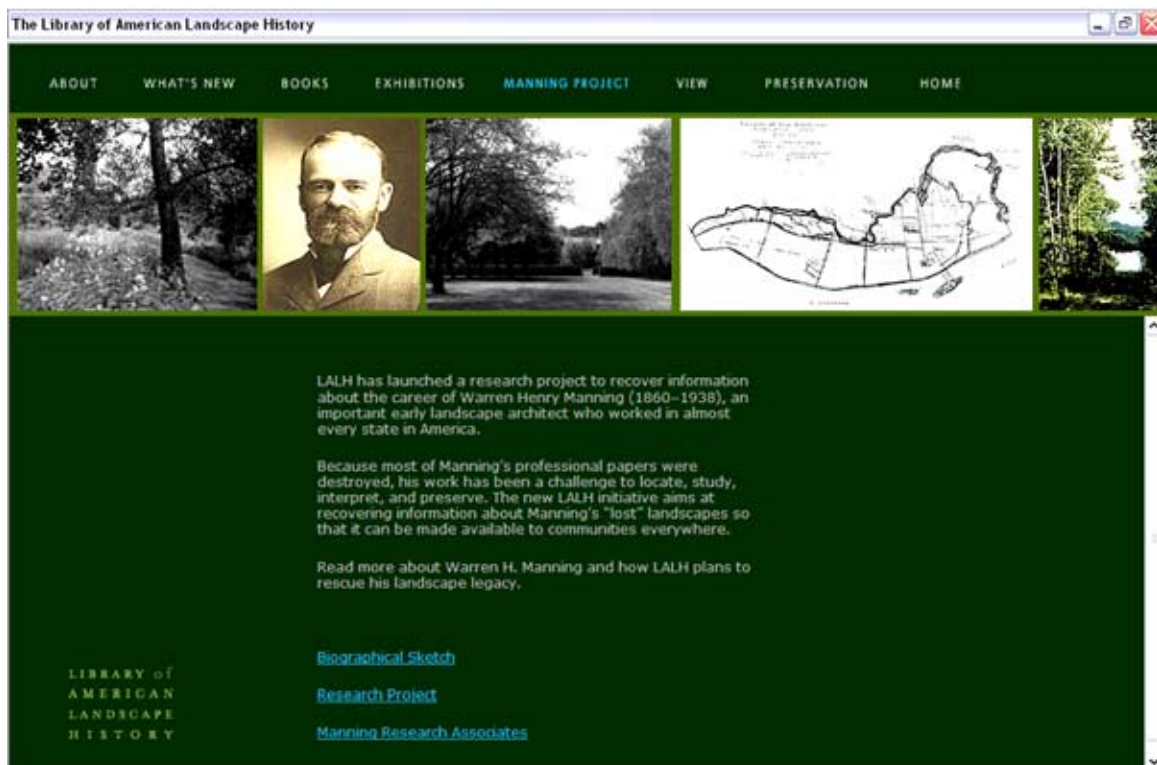 The Library of American Landscape History
ABOUT WHAT'S NEW BOOKS EXHIBITIONS MANNING PROJECT VIEW PRESERVATION HOME
LALH has launched a research project to recover information
about the career of Warren Henry Manning (1860–1938), an
important early landscape architect who worked in almost
every state in America.
Because most of Manning's professional papers were
destroyed, his work has been a challenge to locate, study,
interpret, and preserve. The new LALH initiative aims at
recovering information about Manning's "lost" landscapes so
that it can be made available to communities everywhere.
Read more about Warren H. Manning and how LALH plans to
rescue his landscape legacy.
Biographical Sketch
Research Project
Manning Research Associates
LIBRARY of
AMERICAN
LANDSCAPE
HISTORY